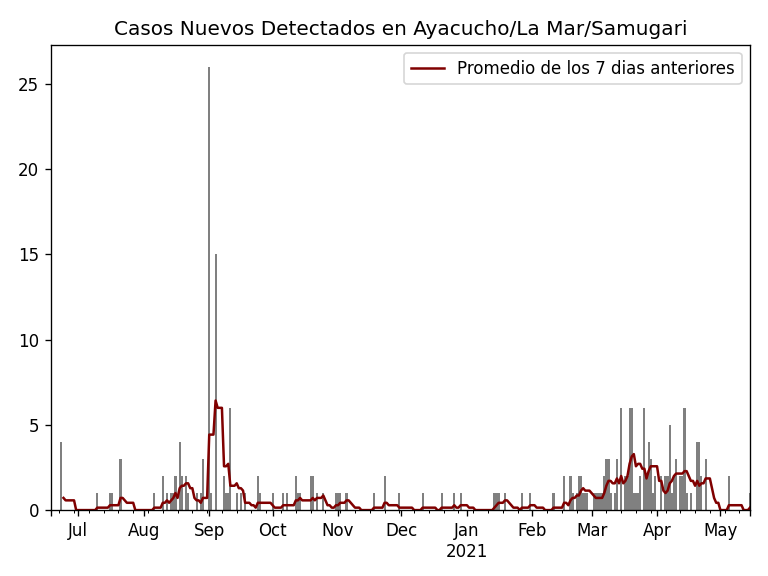 Casos Nuevos Detectados en Ayacucho/La Mar/Samugari
Promedio de los 7 dias anteriores
25
20
15
10
5
0
Jul Aug Sep Oct Nov Dec Jan Feb Mar Apr May
2021